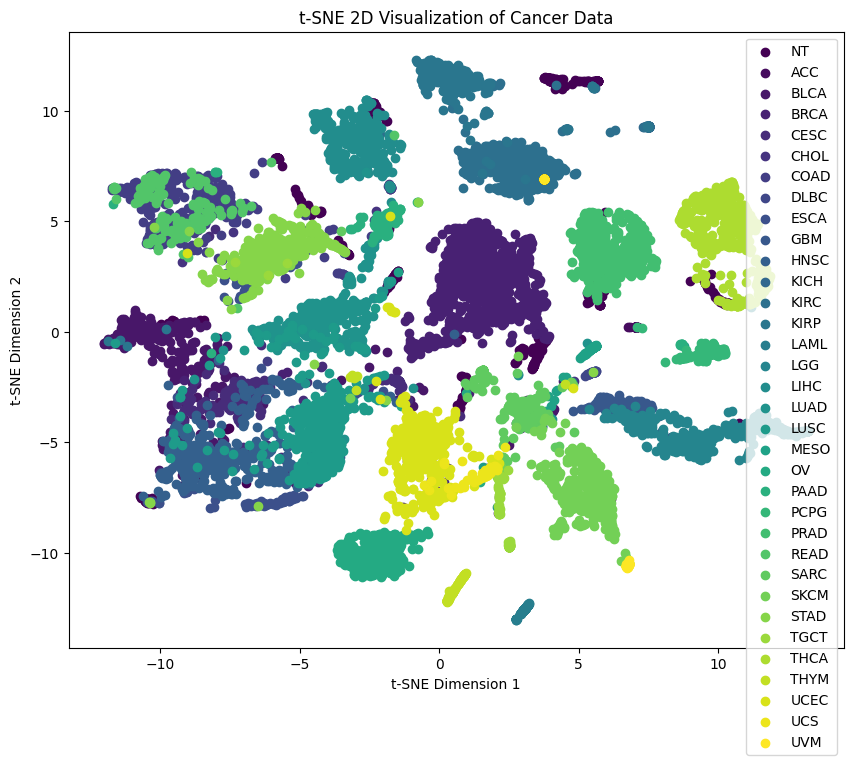 t-SNE 2D Visualization of Cancer Data
t-SNE Dimension 2
10
5
0
−5
−10
−10
−5
0
5
10
t-SNE Dimension 1
NT
ACC
BLCA
BRCA
CESC
CHOL
COAD
DLBC
ESCA
GBM
HNSC
KICH
KIRC
KIRP
LAML
LGG
LIHC
LUAD
LUSC
MESO
OV
PAAD
PCPG
PRAD
READ
SARC
SKCM
STAD
TGCT
THCA
THYM
UCEC
UCS
UVM